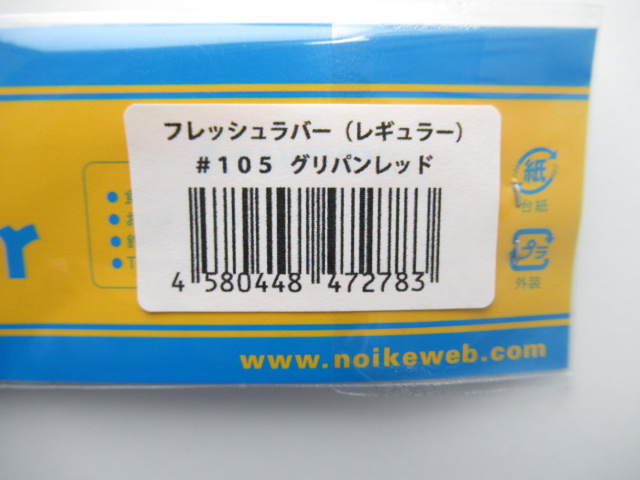 フレッシュラバー（レギュラー）
#105 グリパンレッド
4 580448 472783
紙
台紙
プラ
外装
r
www.noikeweb.com